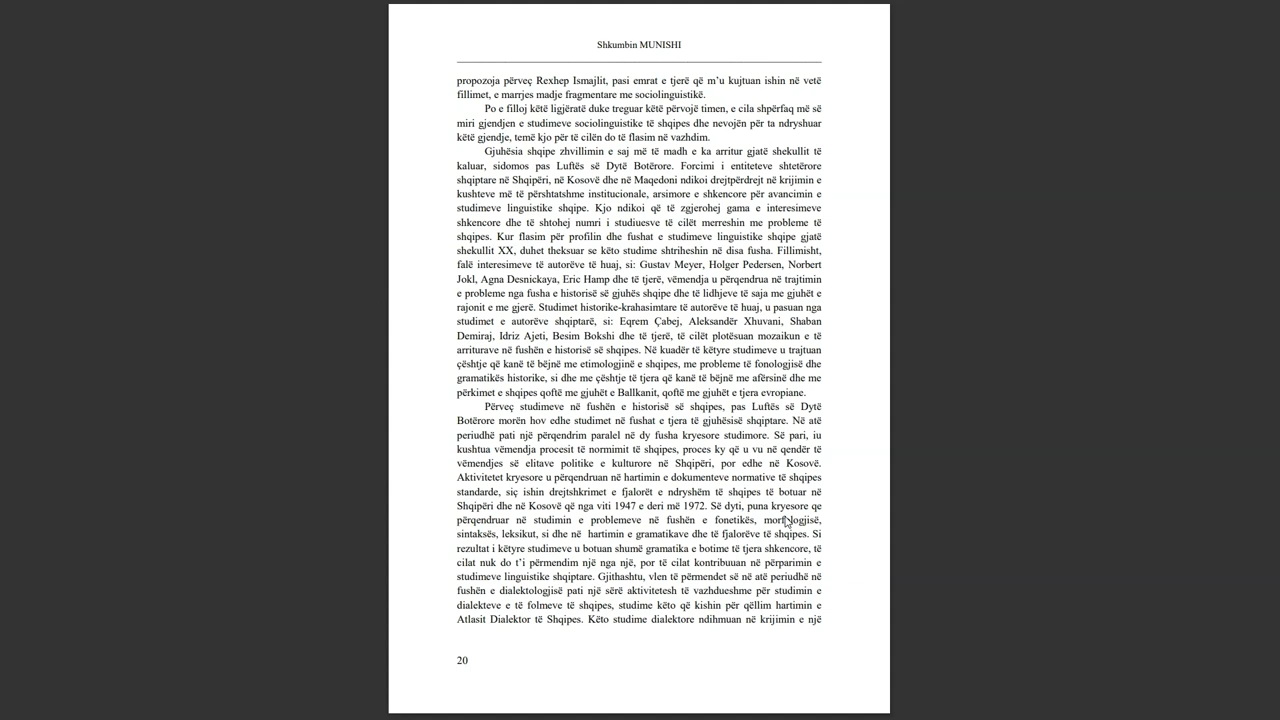 Shkumbin MUNISHI
propozoja përveç Rexhep Ismajlit, pasi emrat e tjerë që m’u kujtuan ishin në vetë
fillimet, e marrjes madje fragmentare me sociolinguistikë.
Po e filloj këtë ligjëratë duke treguar këtë përvojë timen, e cila shpërfaq më së
miri gjendjen e studimeve sociolinguistike të shqipes dhe nevojën për ta ndryshuar
këtë gjendje, temë kjo për të cilën do të flasim në vazhdim.
Gjuhësia shqipe zhvillimin e saj më të madh e ka arritur gjatë shekullit të
kaluar, sidomos pas Luftës së Dytë Botërore. Forcimi i entiteteve shtetërore
shqiptare në Shqipëri, në Kosovë dhe në Maqedoni ndikoi drejtpërdrejt në krijimin e
kushteve më të përshtatshme institucionale, arsimore e shkencore për avancimin e
studimeve linguistike shqipe. Kjo ndikoi që të zgjerohej gama e interesimeve
shkencore dhe të shtohej numri i studiuesve të cilët merreshin me probleme të
shqipes. Kur flasim për profilin dhe fushat e studimeve linguistike shqipe gjatë
shekullit XX, duhet theksuar se këto studime shtriheshin në disa fusha. Fillimisht,
falë interesimeve të autorëve të huaj, si: Gustav Meyer, Holger Pedersen, Norbert
Jokl, Agna Desnickaya, Eric Hamp dhe të tjerë, vëmendja u përqendrua në trajtimin
e probleme nga fusha e historisë së gjuhës shqipe dhe të lidhjeve të saja me gjuhët e
rajonit e me gjerë. Studimet historike-krahasimtare të autorëve të huaj, u pasuan nga
studimet e autorëve shqiptarë, si: Eqrem Çabej, Aleksandër Xhuvani, Shaban
Demiraj, Idriz Ajeti, Besim Bokshi dhe të tjerë, të cilët plotësuan mozaikun e të
arriturave në fushën e historisë së shqipes. Në kuadër të këtyre studimeve u trajtuan
çështje që kanë të bëjnë me etimologjinë e shqipes, me probleme të fonologjisë dhe
gramatikës historike, si dhe me çështje të tjera që kanë të bëjnë me afërsinë dhe me
përkimet e shqipes qoftë me gjuhët e Ballkanit, qoftë me gjuhët e tjera evropiane.
Përveç studimeve në fushën e historisë së shqipes, pas Luftës së Dytë
Botërore morën hov edhe studimet në fushat e tjera të gjuhësisë shqiptare. Në atë
periudhë pati një përqendrim paralel në dy fusha kryesore studimore. Së pari, iu
kushtua vëmendja procesit të normimit të shqipes, proces ky që u vu në qendër të
vëmendjes së elitave politike e kulturore në Shqipëri, por edhe në Kosovë.
Aktivitetet kryesore u përqendruan në hartimin e dokumenteve normative të shqipes
standarde, siç ishin drejtshkrimet e fjalorët e ndryshëm të shqipes të botuar në
Shqipëri dhe në Kosovë që nga viti 1947 e deri më 1972. Së dyti, puna kryesore qe
përqendruar në studimin e problemeve në fushën e fonetikës, morfologjisë,
sintaksës, leksikut, si dhe në hartimin e gramatikave dhe të fjalorëve të shqipes. Si
rezultat i këtyre studimeve u botuan shumë gramatika e botime të tjera shkencore, të
cilat nuk do t’i përmendim një nga një, por të cilat kontribuuan në përparimin e
studimeve linguistike shqiptare. Gjithashtu, vlen të përmendet së në atë periudhë në
fushën e dialektologjisë pati një sërë aktivitetesh të vazhdueshme për studimin e
dialekteve e të folmeve të shqipes, studime këto që kishin për qëllim hartimin e
Atlasit Dialektor të Shqipes. Këto studime dialektore ndihmuan në krijimin e një
20